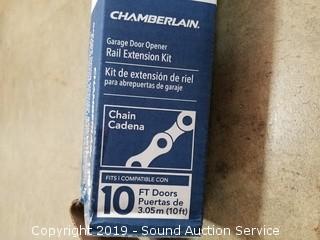 CHAMBERLAIN
Garage Door Opener
Rail Extension Kit
Kit de extensión de riel
para abrepuertas de garaje
Chain
Cadena
FITS | COMPATIBLE CON
10 FT Doors
Puertas de
3.05m (10ft)
Copyright 2019 - Sound Auction Service